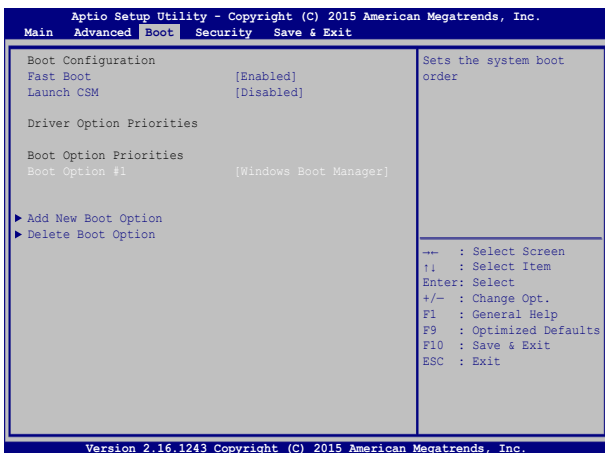 Aptio Setup Utility - Copyright (C) 2015 American Megatrends, Inc.
Main Advanced Boot Security Save & Exit
Boot Configuration
Fast Boot [Enabled]
Launch CSM [Disabled]
Driver Option Priorities
Boot Option Priorities
Boot Option #1 [Windows Boot Manager]
▶ Add New Boot Option
▶ Delete Boot Option
Sets the system boot
order
→← : Select Screen
↑↓ : Select Item
Enter: Select
+/— : Change Opt.
F1 : General Help
F9 : Optimized Defaults
F10 : Save & Exit
ESC : Exit
Version 2.16.1243 Copyright (C) 2015 American Megatrends, Inc.